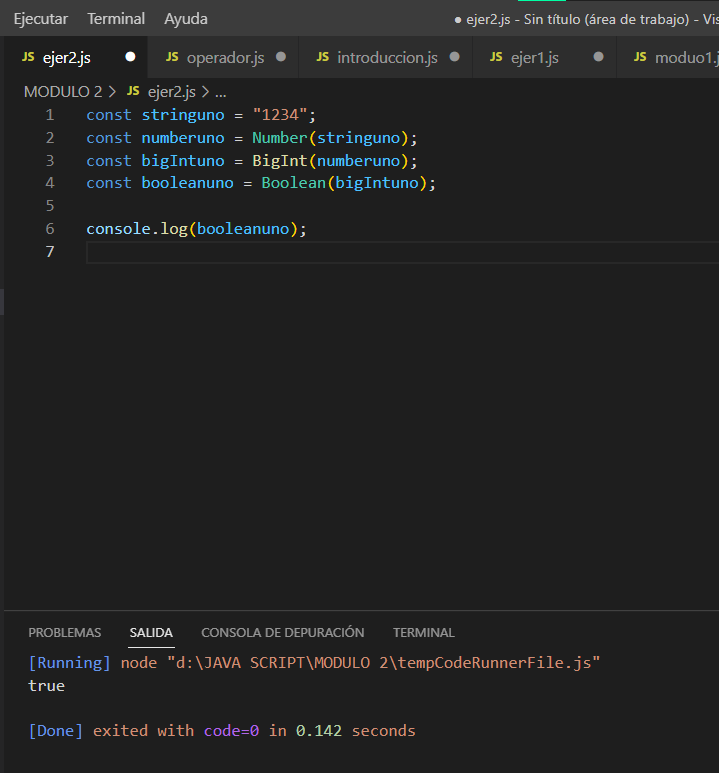 Ejecutar Terminal Ayuda ● ejer2.js - Sin título (área de trabajo) - Vis
JS ejer2.js ● JS operador.js ● JS introduccion.js ● JS ejer1.js ● JS moduo1.j
MODULO 2 > JS ejer2.js > ...
1 const stringuno = "1234";
2 const numberuno = Number(stringuno);
3 const bigIntuno = BigInt(numberuno);
4 const booleanuno = Boolean(bigIntuno);
5
6 console.log(booleanuno);
7
PROBLEMAS SALIDA CONSOLA DE DEPURACIÓN TERMINAL
[Running] node "d:\JAVA SCRIPT\MODULO 2\tempCodeRunnerFile.js"
true
[Done] exited with code=0 in 0.142 seconds